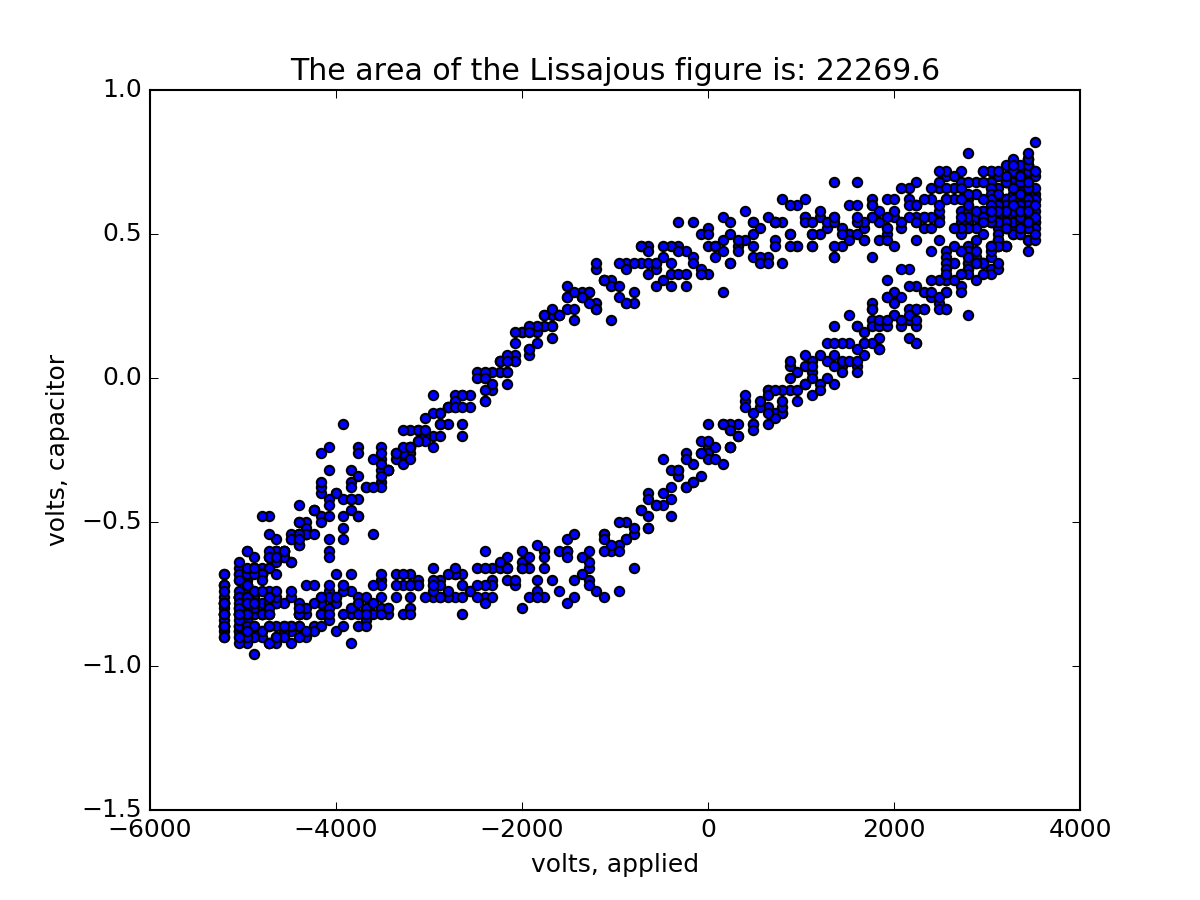 The area of the Lissajous figure is: 22269.6
1.0
0.5
0.0
−0.5
−1.0
−1.5
volts, capacitor
−6000 −4000 −2000 0 2000 4000
volts, applied